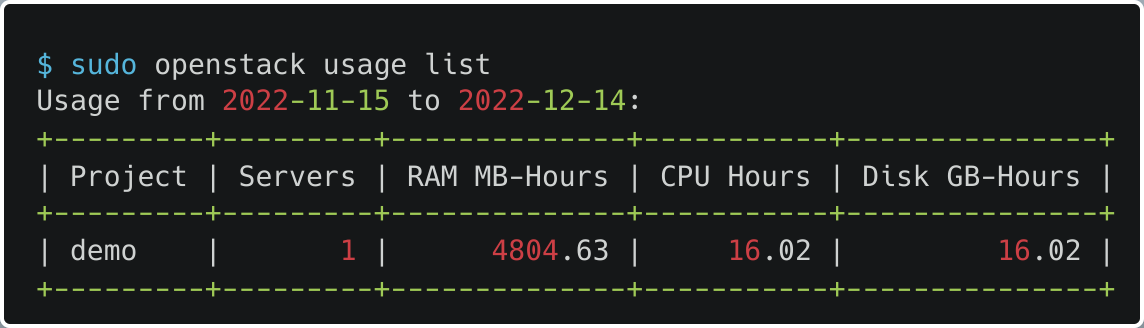 $ sudo openstack usage list
Usage from 2022-11-15 to 2022-12-14:
+---------+---------+--------------+-----------+---------------+
| Project | Servers | RAM MB-Hours | CPU Hours | Disk GB-Hours |
+---------+---------+--------------+-----------+---------------+
| demo    |       1 |      4804.63 |     16.02 |         16.02 |
+---------+---------+--------------+-----------+---------------+